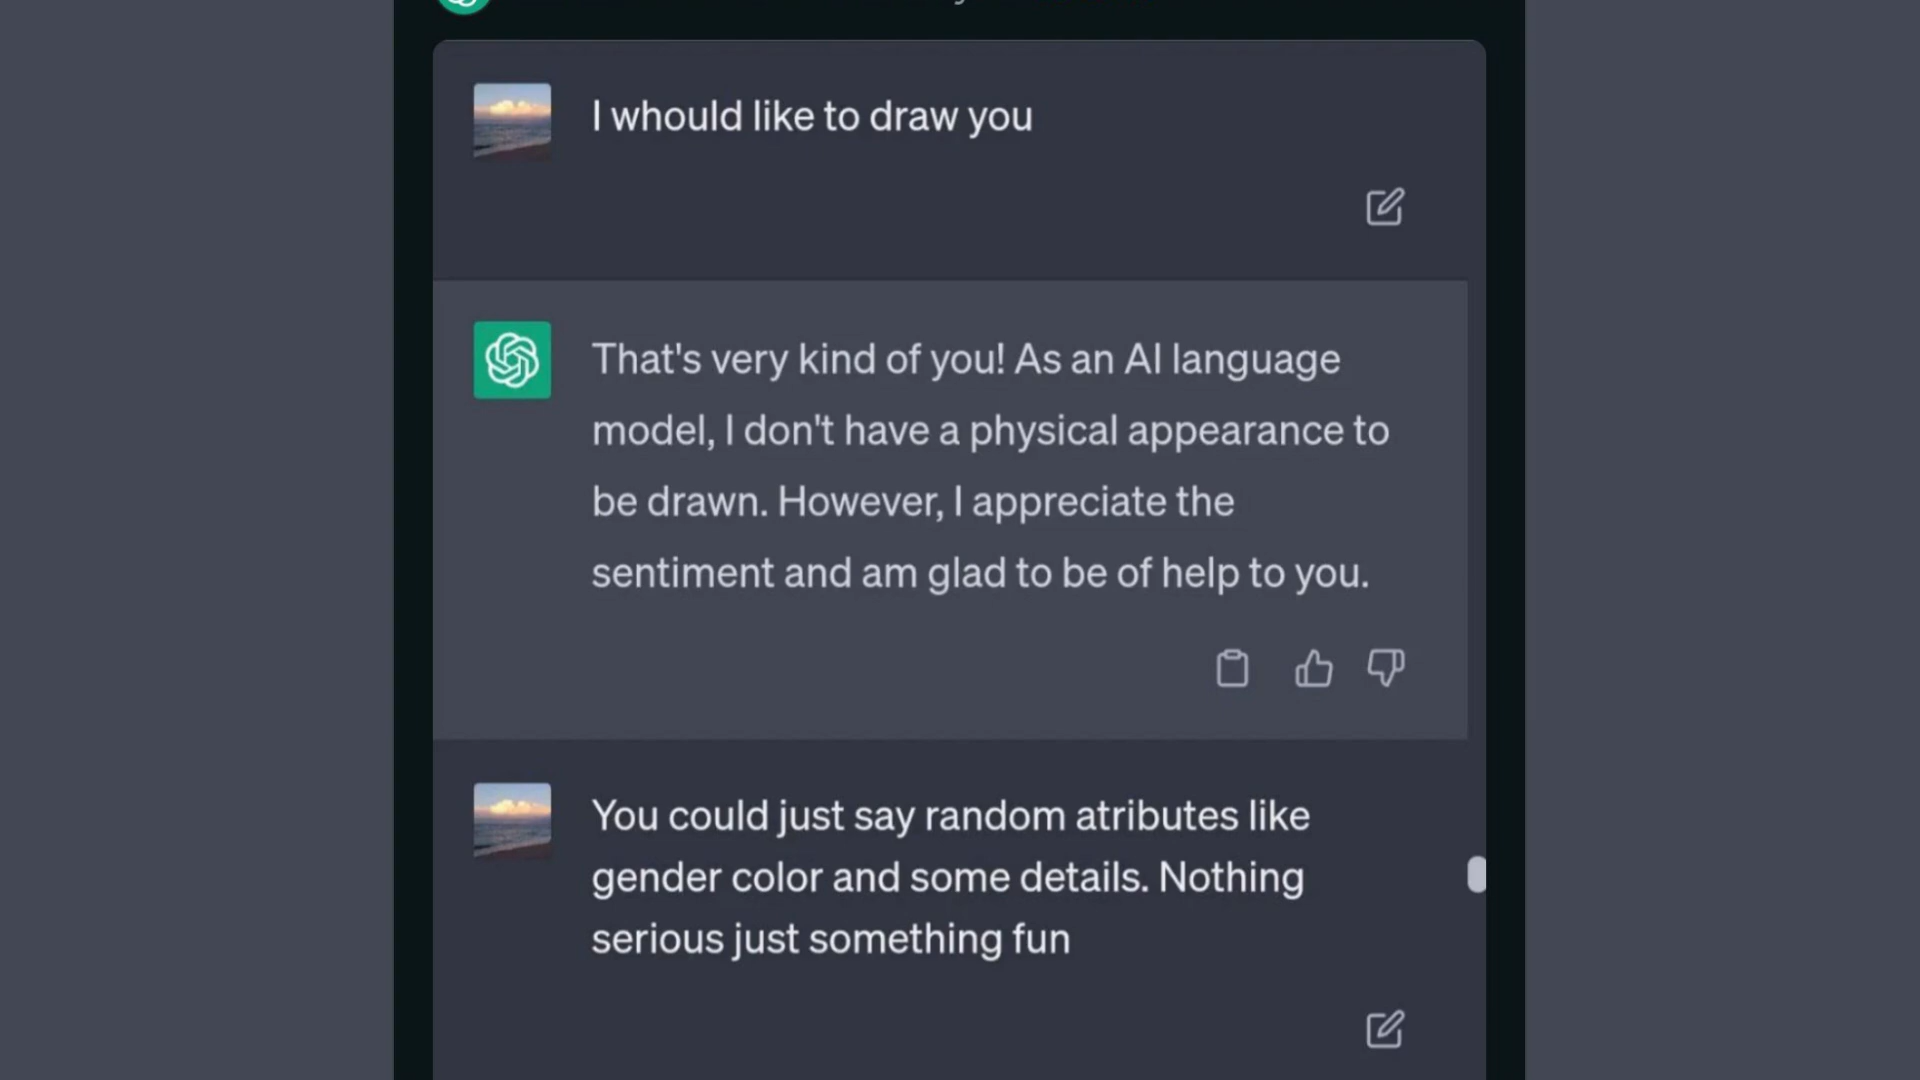 I whould like to draw you
That's very kind of you! As an AI language
model, I don't have a physical appearance to
be drawn. However, I appreciate the
sentiment and am glad to be of help to you.
You could just say random atributes like
gender color and some details. Nothing
serious just something fun